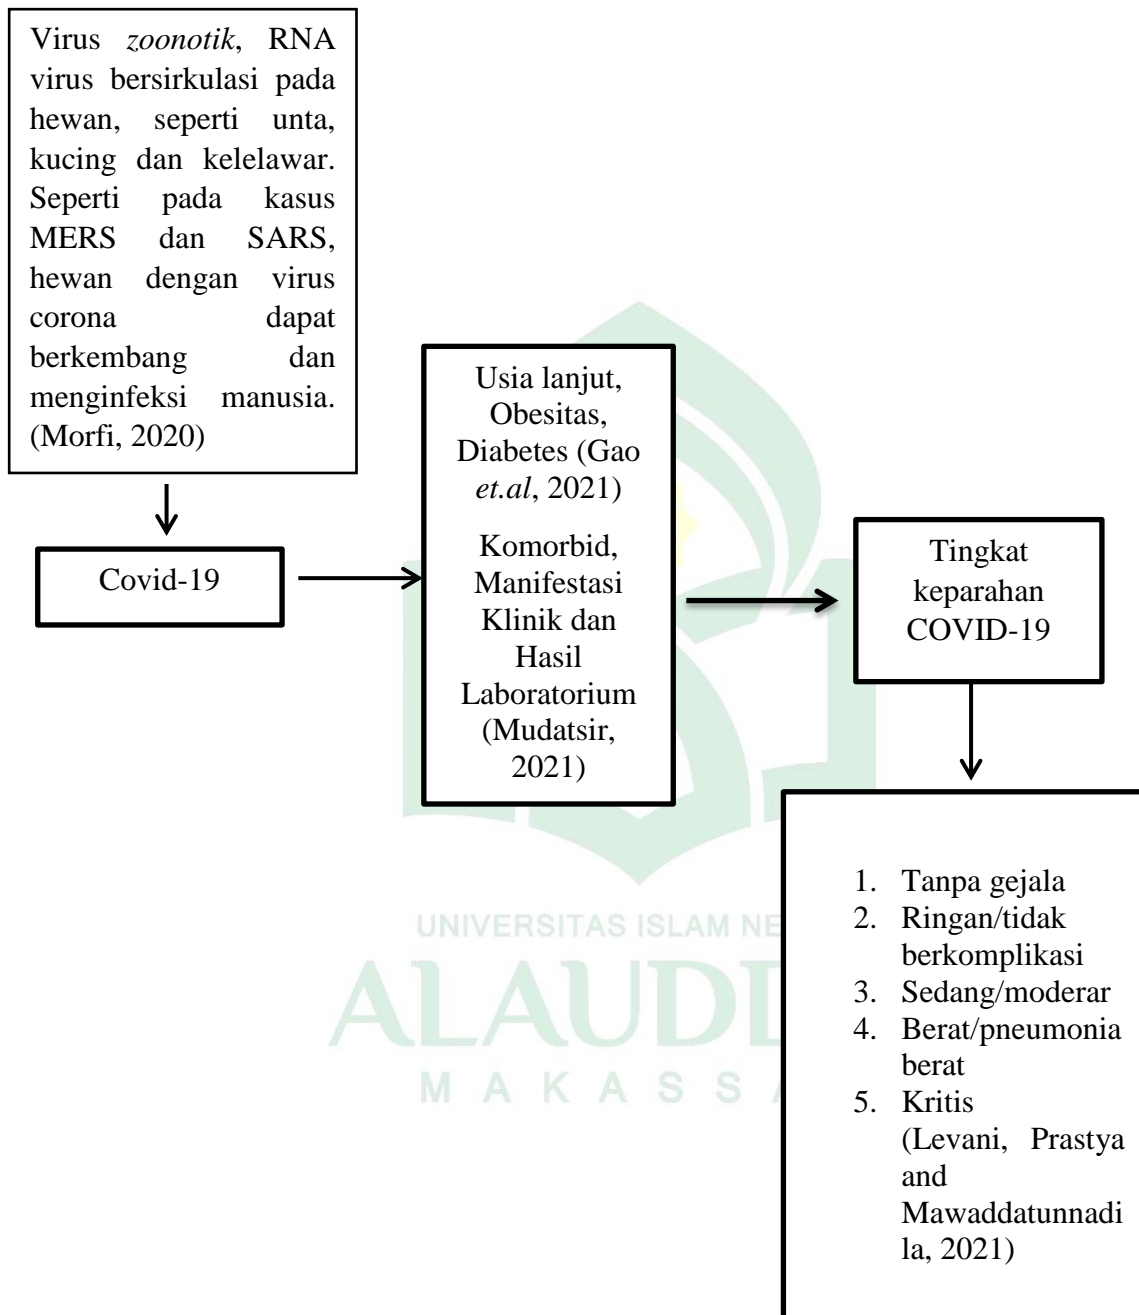 Virus zoonotik, RNA
virus bersirkulasi pada
hewan, seperti unta,
kucing dan kelelawar.
Seperti pada kasus
MERS dan SARS,
hewan dengan virus
corona dapat
berkembang dan
menginfeksi manusia.
(Morfi, 2020)
Covid-19
Usia lanjut,
Obesitas,
Diabetes (Gao
et.al, 2021)
Komorbid,
Manifestasi
Klinik dan
Hasil
Laboratorium
(Mudatsir,
2021)
Tingkat
keparahan
COVID-19
1. Tanpa gejala
2. Ringan/tidak
berkomplikasi
3. Sedang/moderar
4. Berat/pneumonia
berat
5. Kritis
(Levani, Prastya
and
Mawaddatunnadi
la, 2021)
UNIVERSITAS ISLAM NE
ALAUDD
MAKASSA